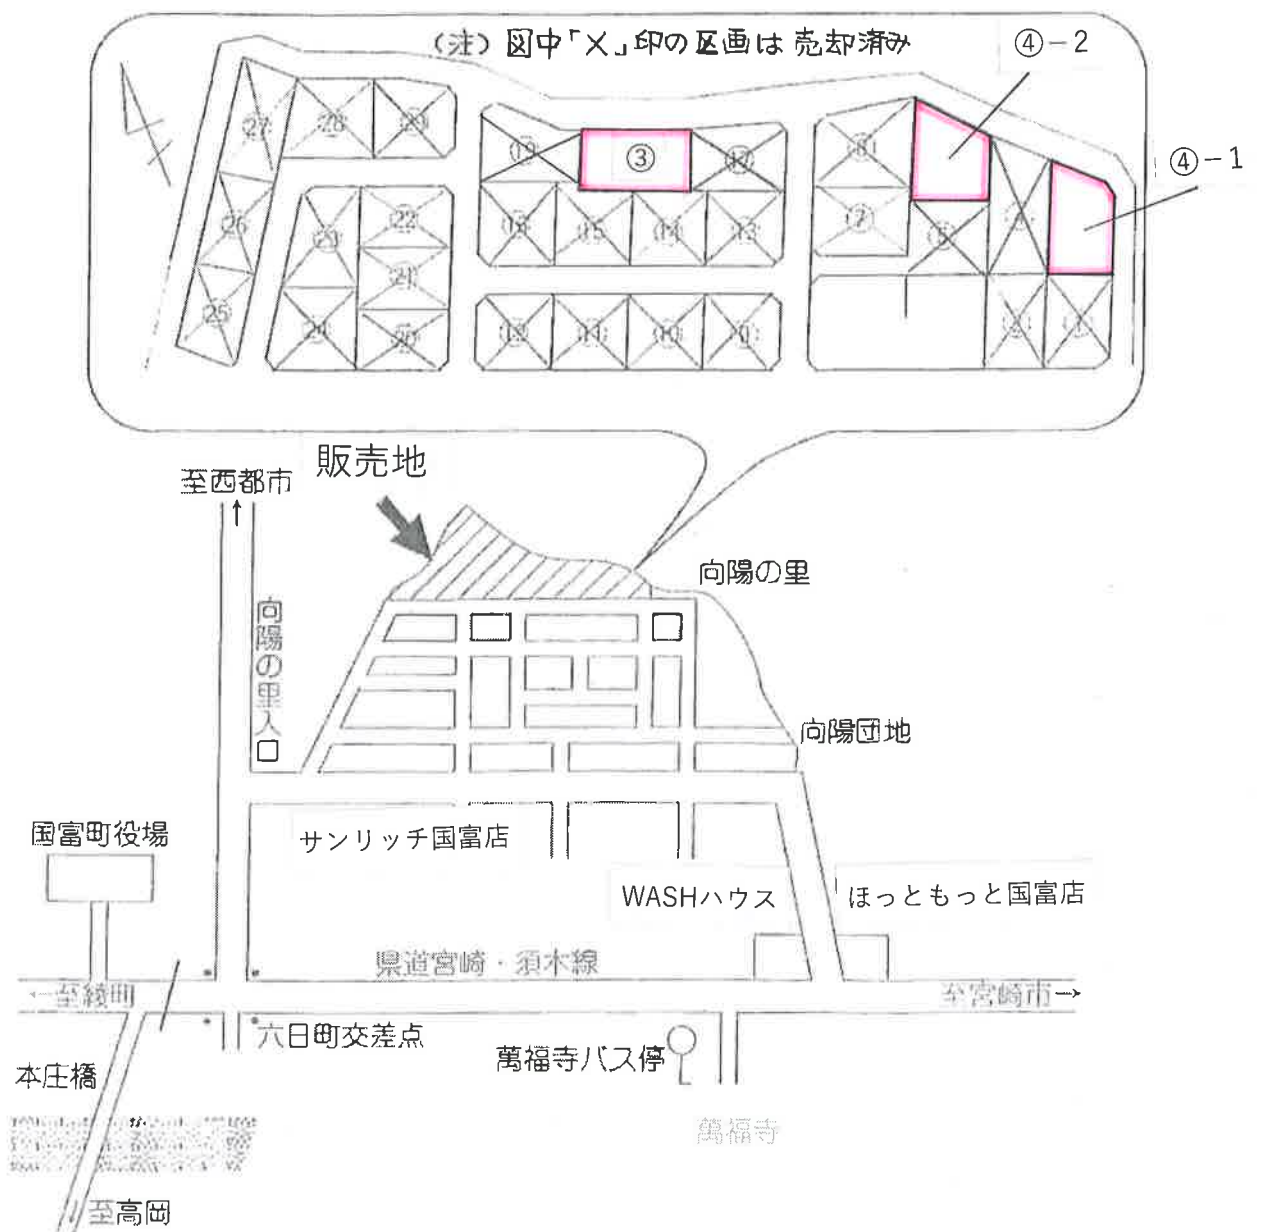 (注) 図中「X」印の区画は売却済み
④-2
④-1
27
28
29
19
③
17
8
26
23
22
16
15
14
13
7
6
25
21
24
20
12
11
10
9
2
1
販売地
至西都市
↑
向陽の里
向陽の里入口
向陽団地
国富町役場
サンリッチ国富店
WASHハウス
ほっともっと国富店
県道宮崎・須木線
←至綾町
至宮崎市→
六日町交差点
萬福寺バス停
本庄橋
萬福寺
↓至高岡